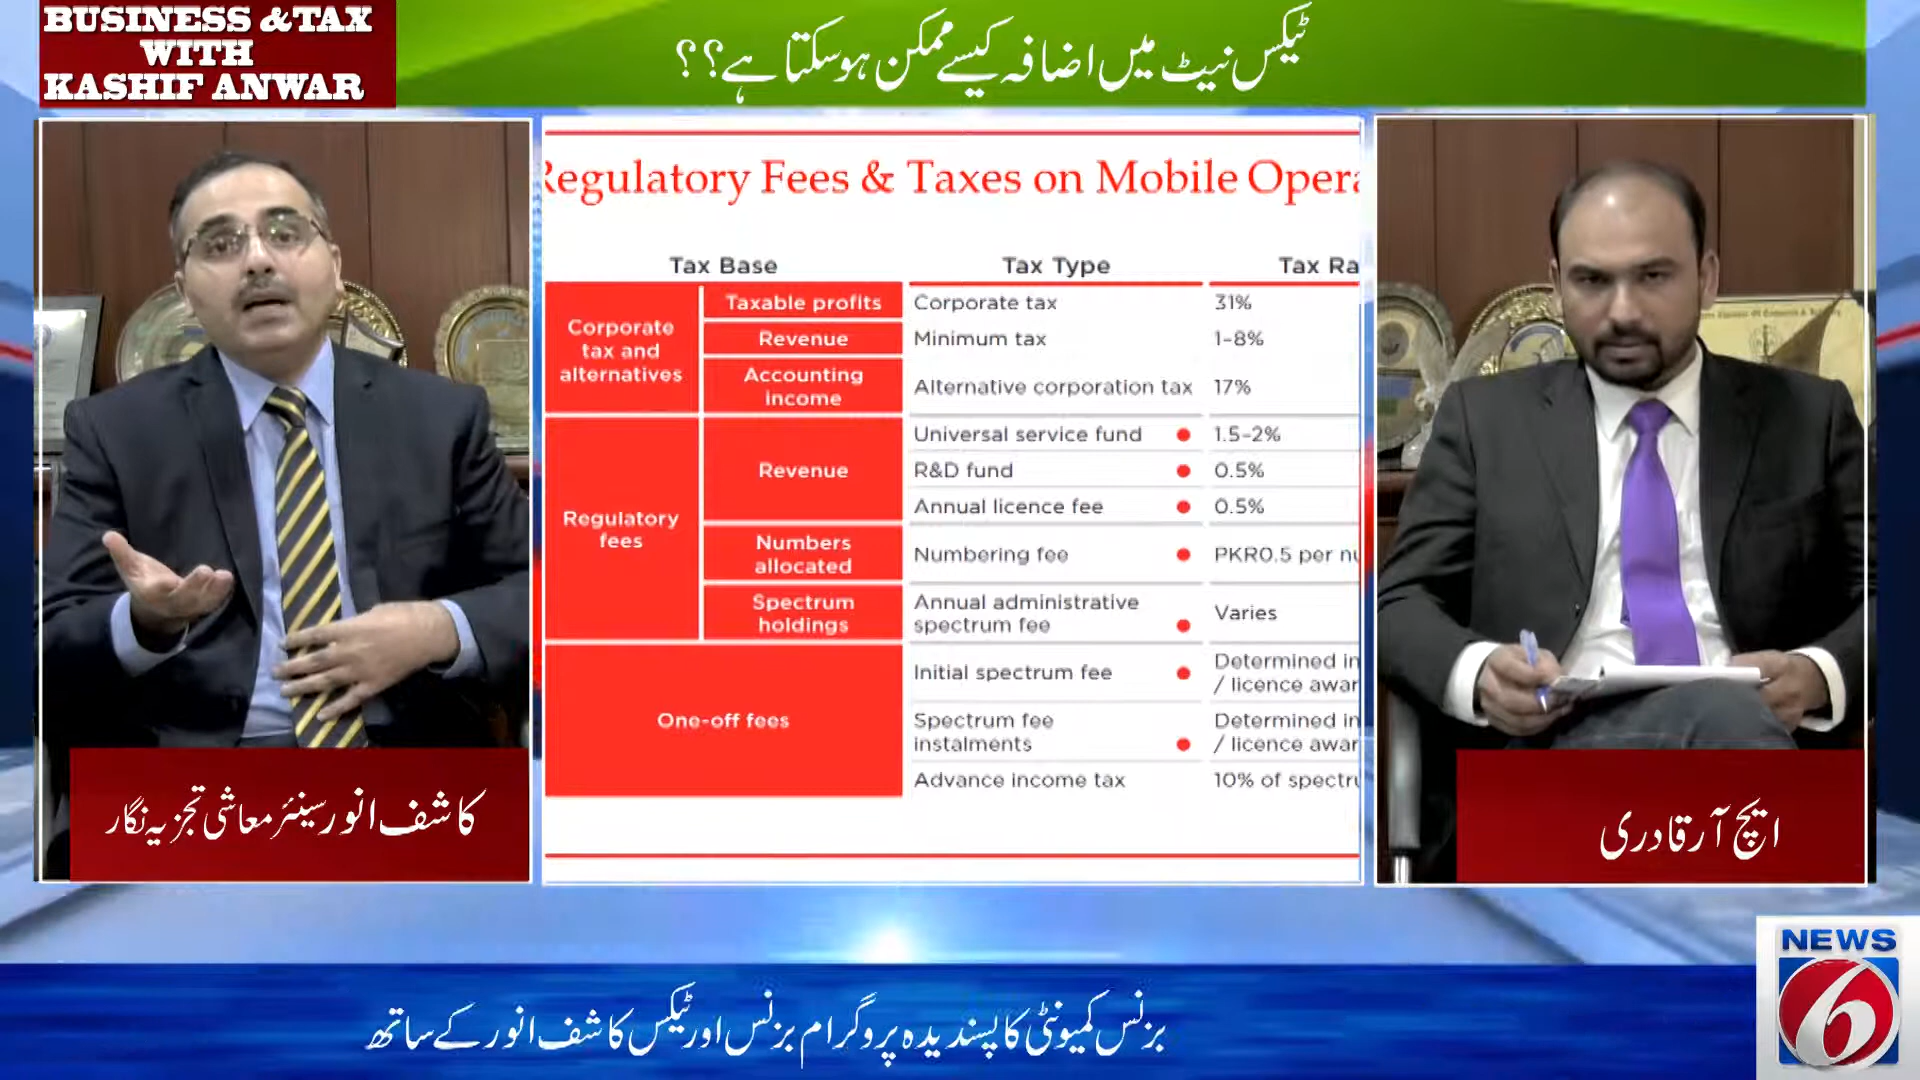 BUSINESS & TAX
WITH
KASHIF ANWAR
ٹیکس نیٹ میں اضافہ کیسے ممکن ہوسکتا ہے؟؟
Regulatory Fees & Taxes on Mobile Opera
Tax Base
Tax Type
Tax Ra
Corporate
tax and
alternatives
Taxable profits
Corporate tax
31%
Revenue
Minimum tax
1-8%
Accounting
income
Alternative corporation tax
17%
Regulatory
fees
Revenue
Universal service fund
1.5-2%
R&D fund
0.5%
Annual licence fee
0.5%
Numbers
allocated
Numbering fee
PKR0.5 per nu
Spectrum
holdings
Annual administrative
spectrum fee
Varies
One-off fees
Initial spectrum fee
Determined in
/ licence awar
Spectrum fee
instalments
Determined in
/ licence awar
Advance income tax
10% of spectru
کاشف انور سینئر معاشی تجزیہ نگار
ایچ آر قادری
بزنس کمیونٹی کا پسندیدہ پروگرام بزنس اور ٹیکس کاشف انور کے ساتھ
NEWS
6